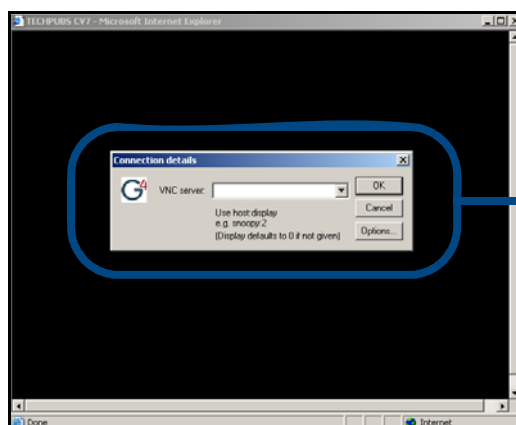 TECHPUBS CV7 - Microsoft Internet Explorer
Connection details
G4
VNC server:
OK
Use host:display
e.g. snoopy:2
(Display defaults to 0 if not given)
Cancel
Options...
Done
Internet